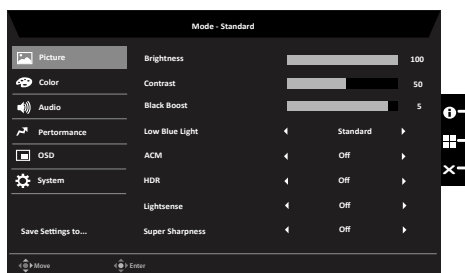 Mode - Standard
Picture
Color
Audio
Pertormance
OSD
System
Save Settings to...
Brightness 100
Contrast 50
Black Boost 5
Low Blue Light Standard
ACM Off
HDR Off
Lightsense Off
Super Sharpness Off
Move Enter